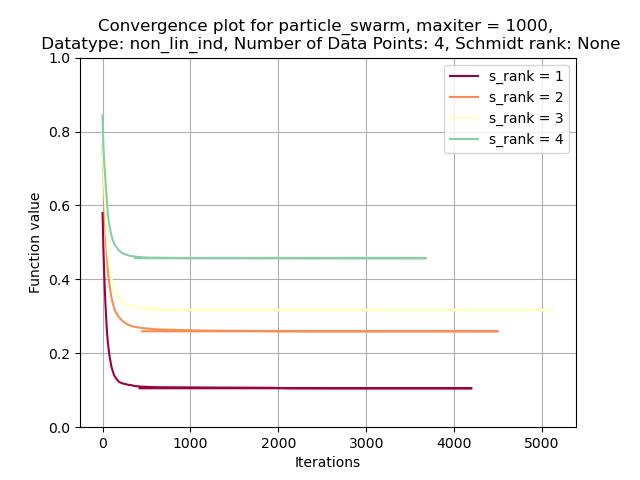 Convergence plot for particle_swarm, maxiter = 1000,
Datatype: non_lin_ind, Number of Data Points: 4, Schmidt rank: None
1.0
0.8
0.6
0.4
0.2
0.0
Function value
s_rank = 1
s_rank = 2
s_rank = 3
s_rank = 4
0 1000 2000 3000 4000 5000
Iterations